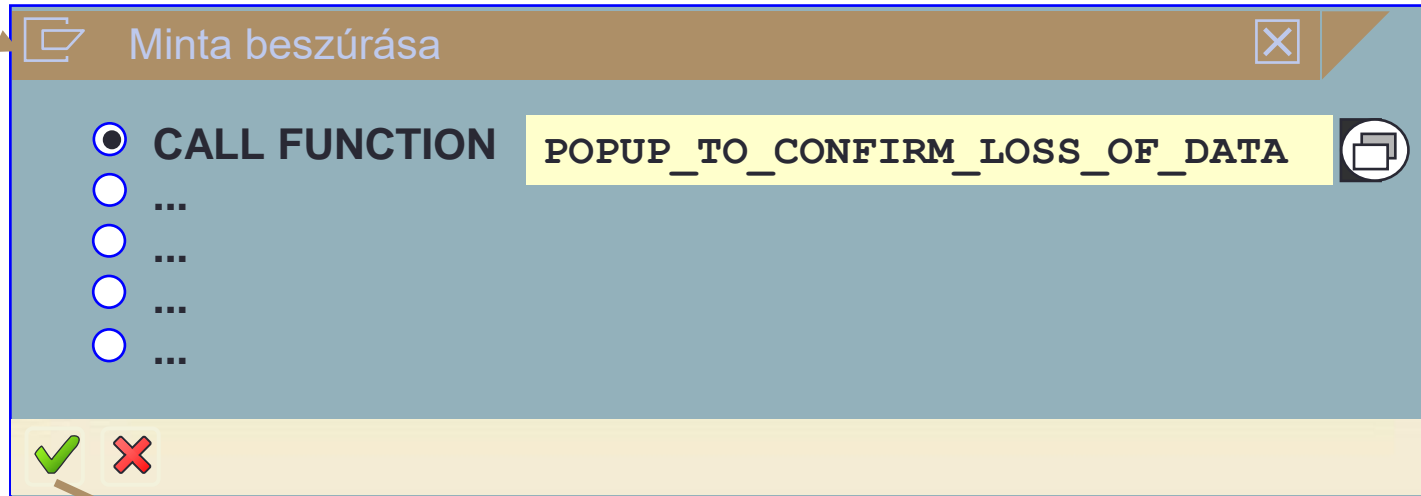 Minta beszúrása
CALL FUNCTION POPUP_TO_CONFIRM_LOSS_OF_DATA
...
...
...
...